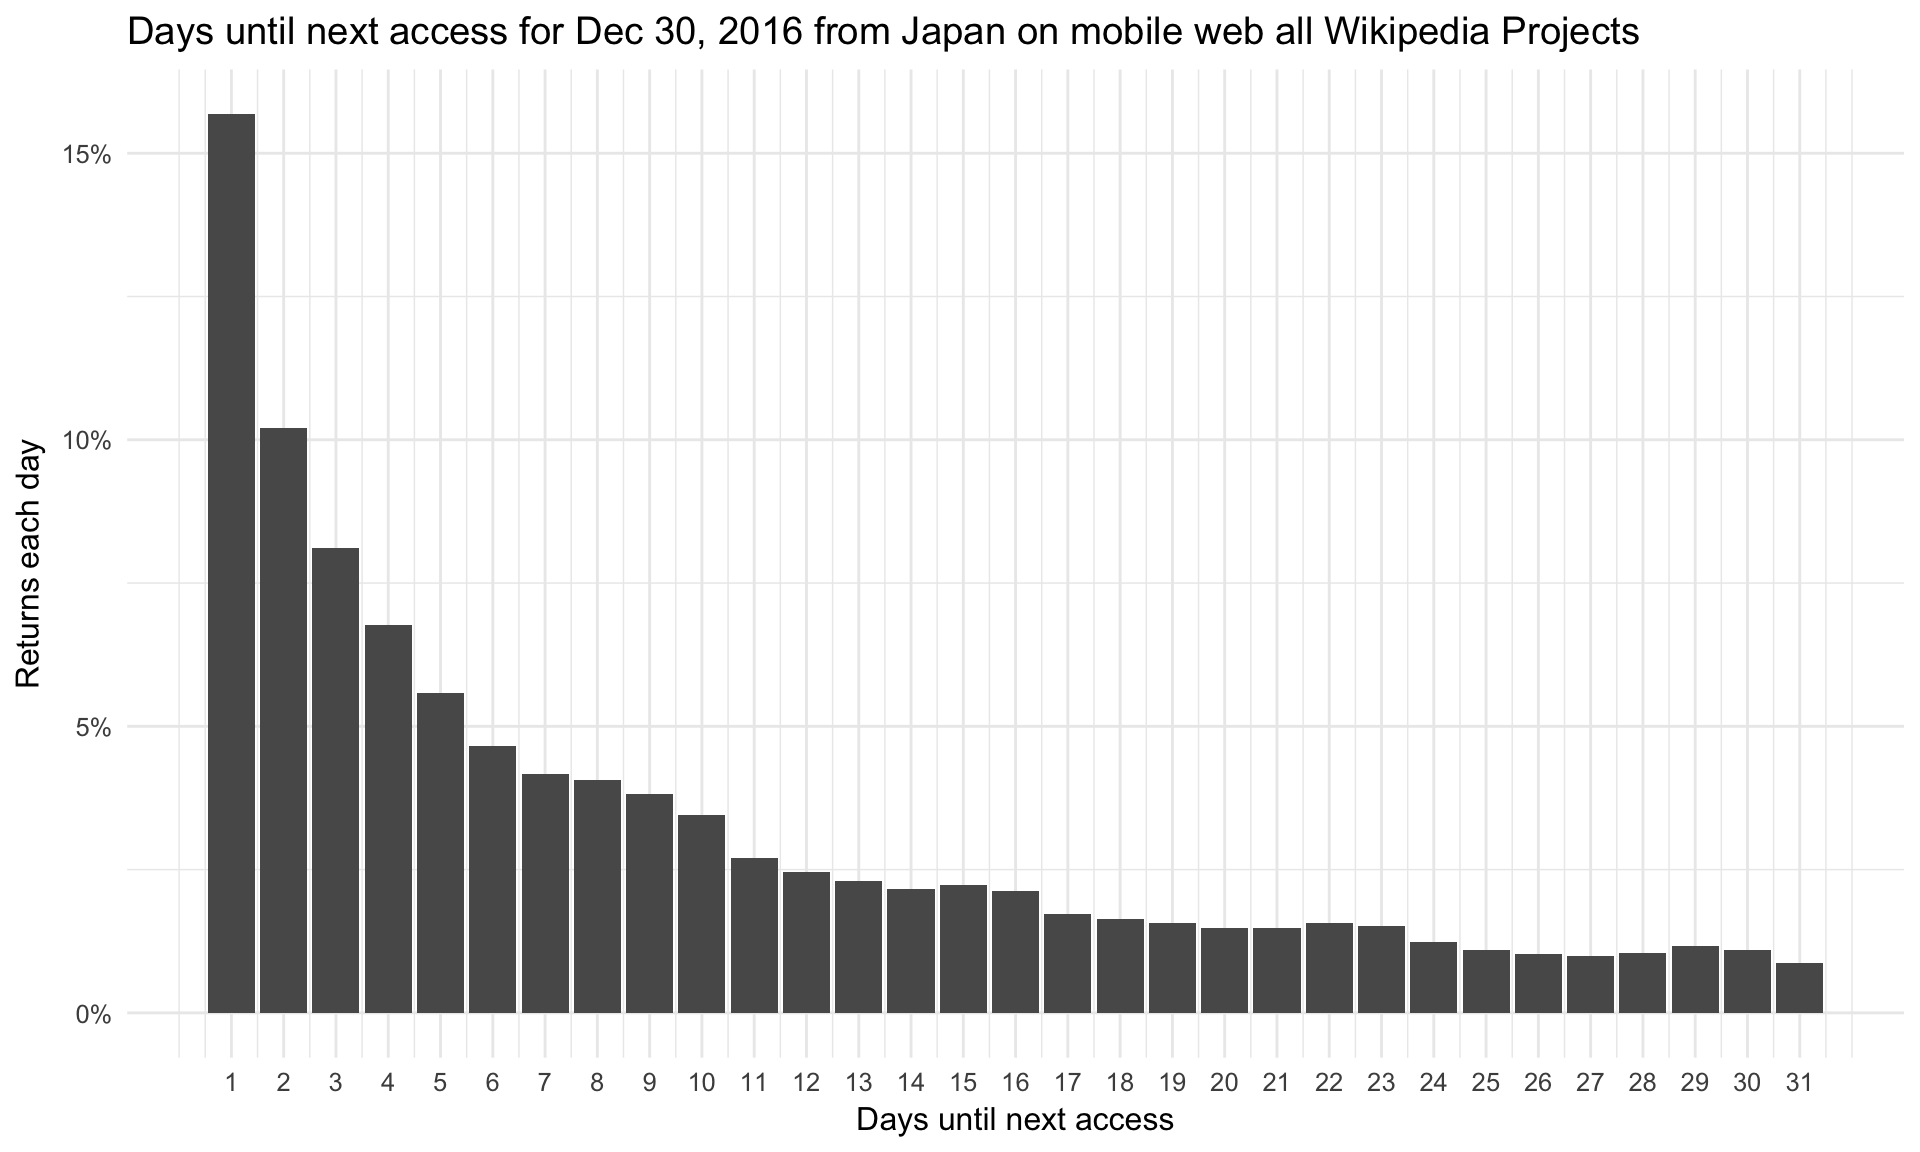 Days until next access for Dec 30, 2016 from Japan on mobile web all Wikipedia Projects
Returns each day
15%
10%
5%
0%
1 2 3 4 5 6 7 8 9 10 11 12 13 14 15 16 17 18 19 20 21 22 23 24 25 26 27 28 29 30 31
Days until next access